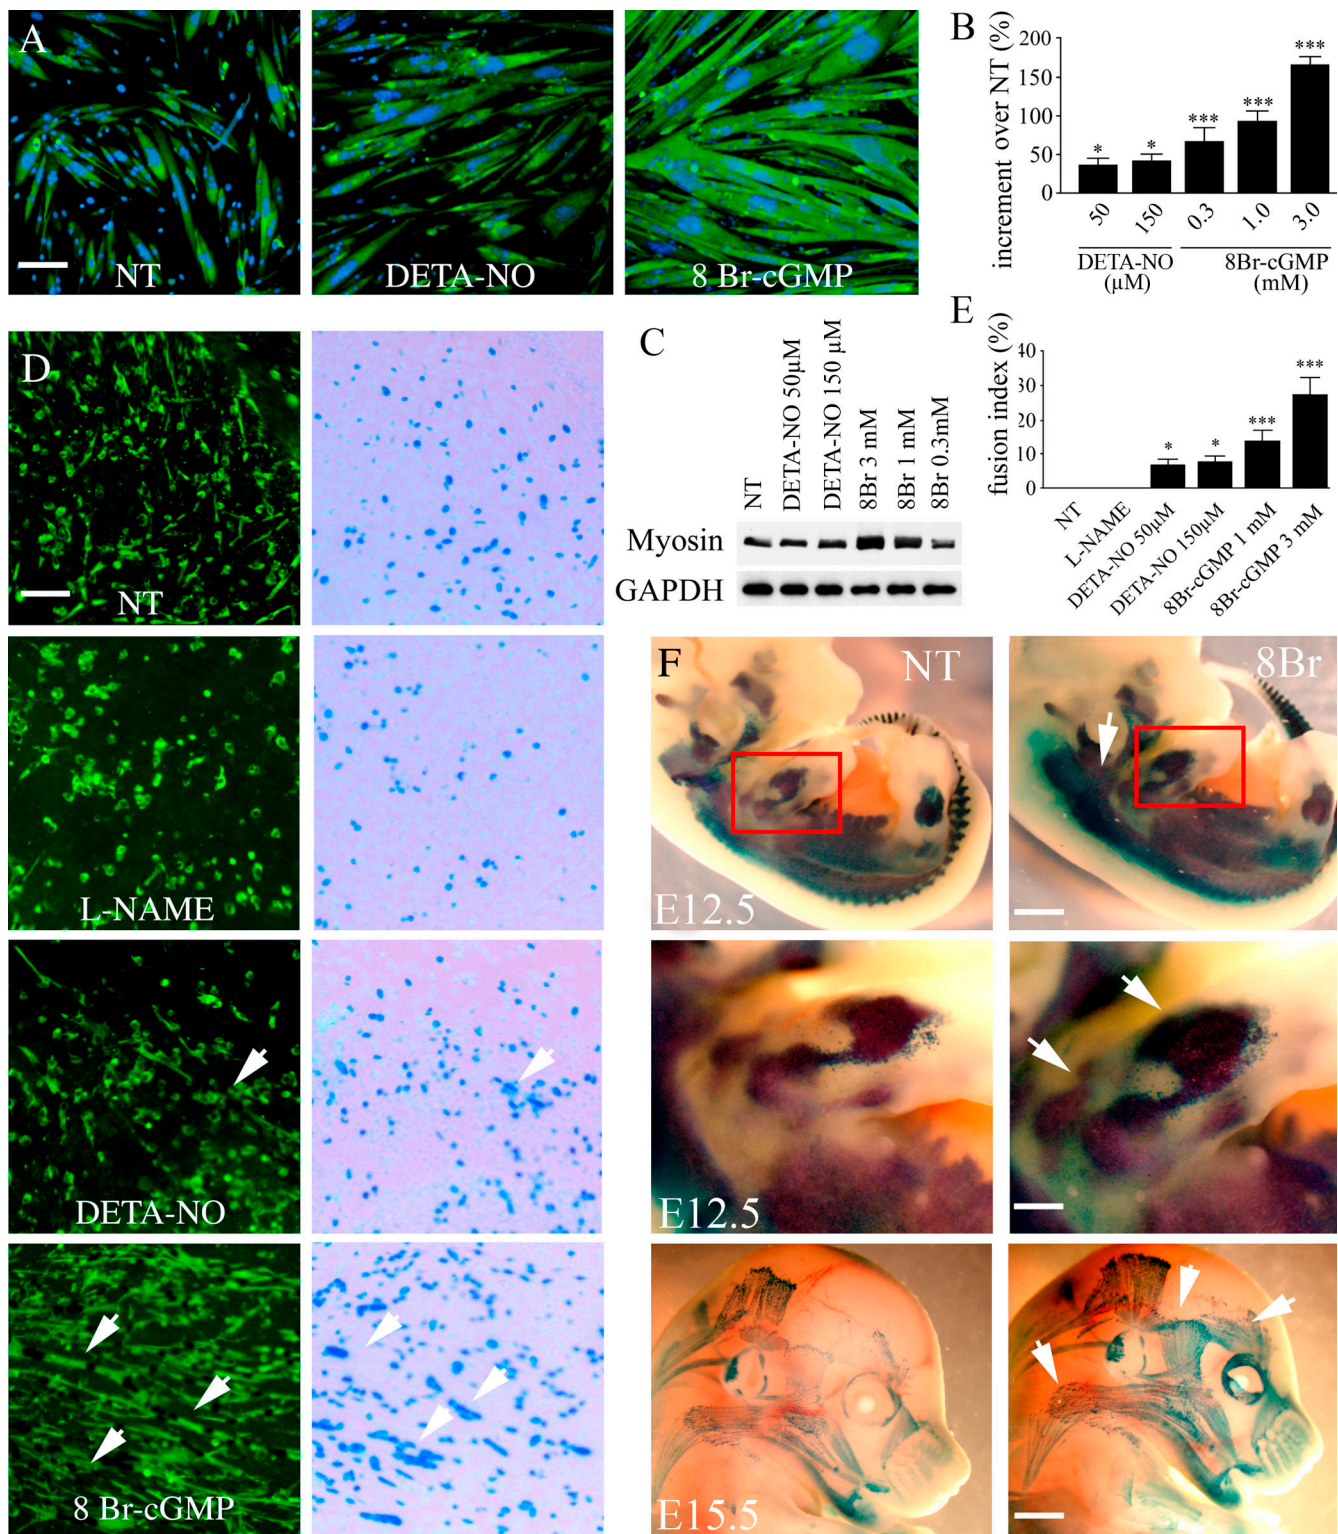 A
NT
DETA-NO
8 Br-cGMP
B
increment over NT (%)
200
150
100
50
0
*
*
***
***
***
50
150
0.3
1.0
3.0
DETA-NO
(µM)
8Br-cGMP
(mM)
C
NT
DETA-NO 50µM
DETA-NO 150 µM
8Br 3 mM
8Br 1 mM
8Br 0.3mM
Myosin
GAPDH
D
NT
L-NAME
DETA-NO
8 Br-cGMP
E
fusion index (%)
40
30
20
10
0
*
*
***
***
NT
L-NAME
DETA-NO 50µM
DETA-NO 150µM
8Br-cGMP 1 mM
8Br-cGMP 3 mM
F
NT
8Br
E12.5
E12.5
E15.5